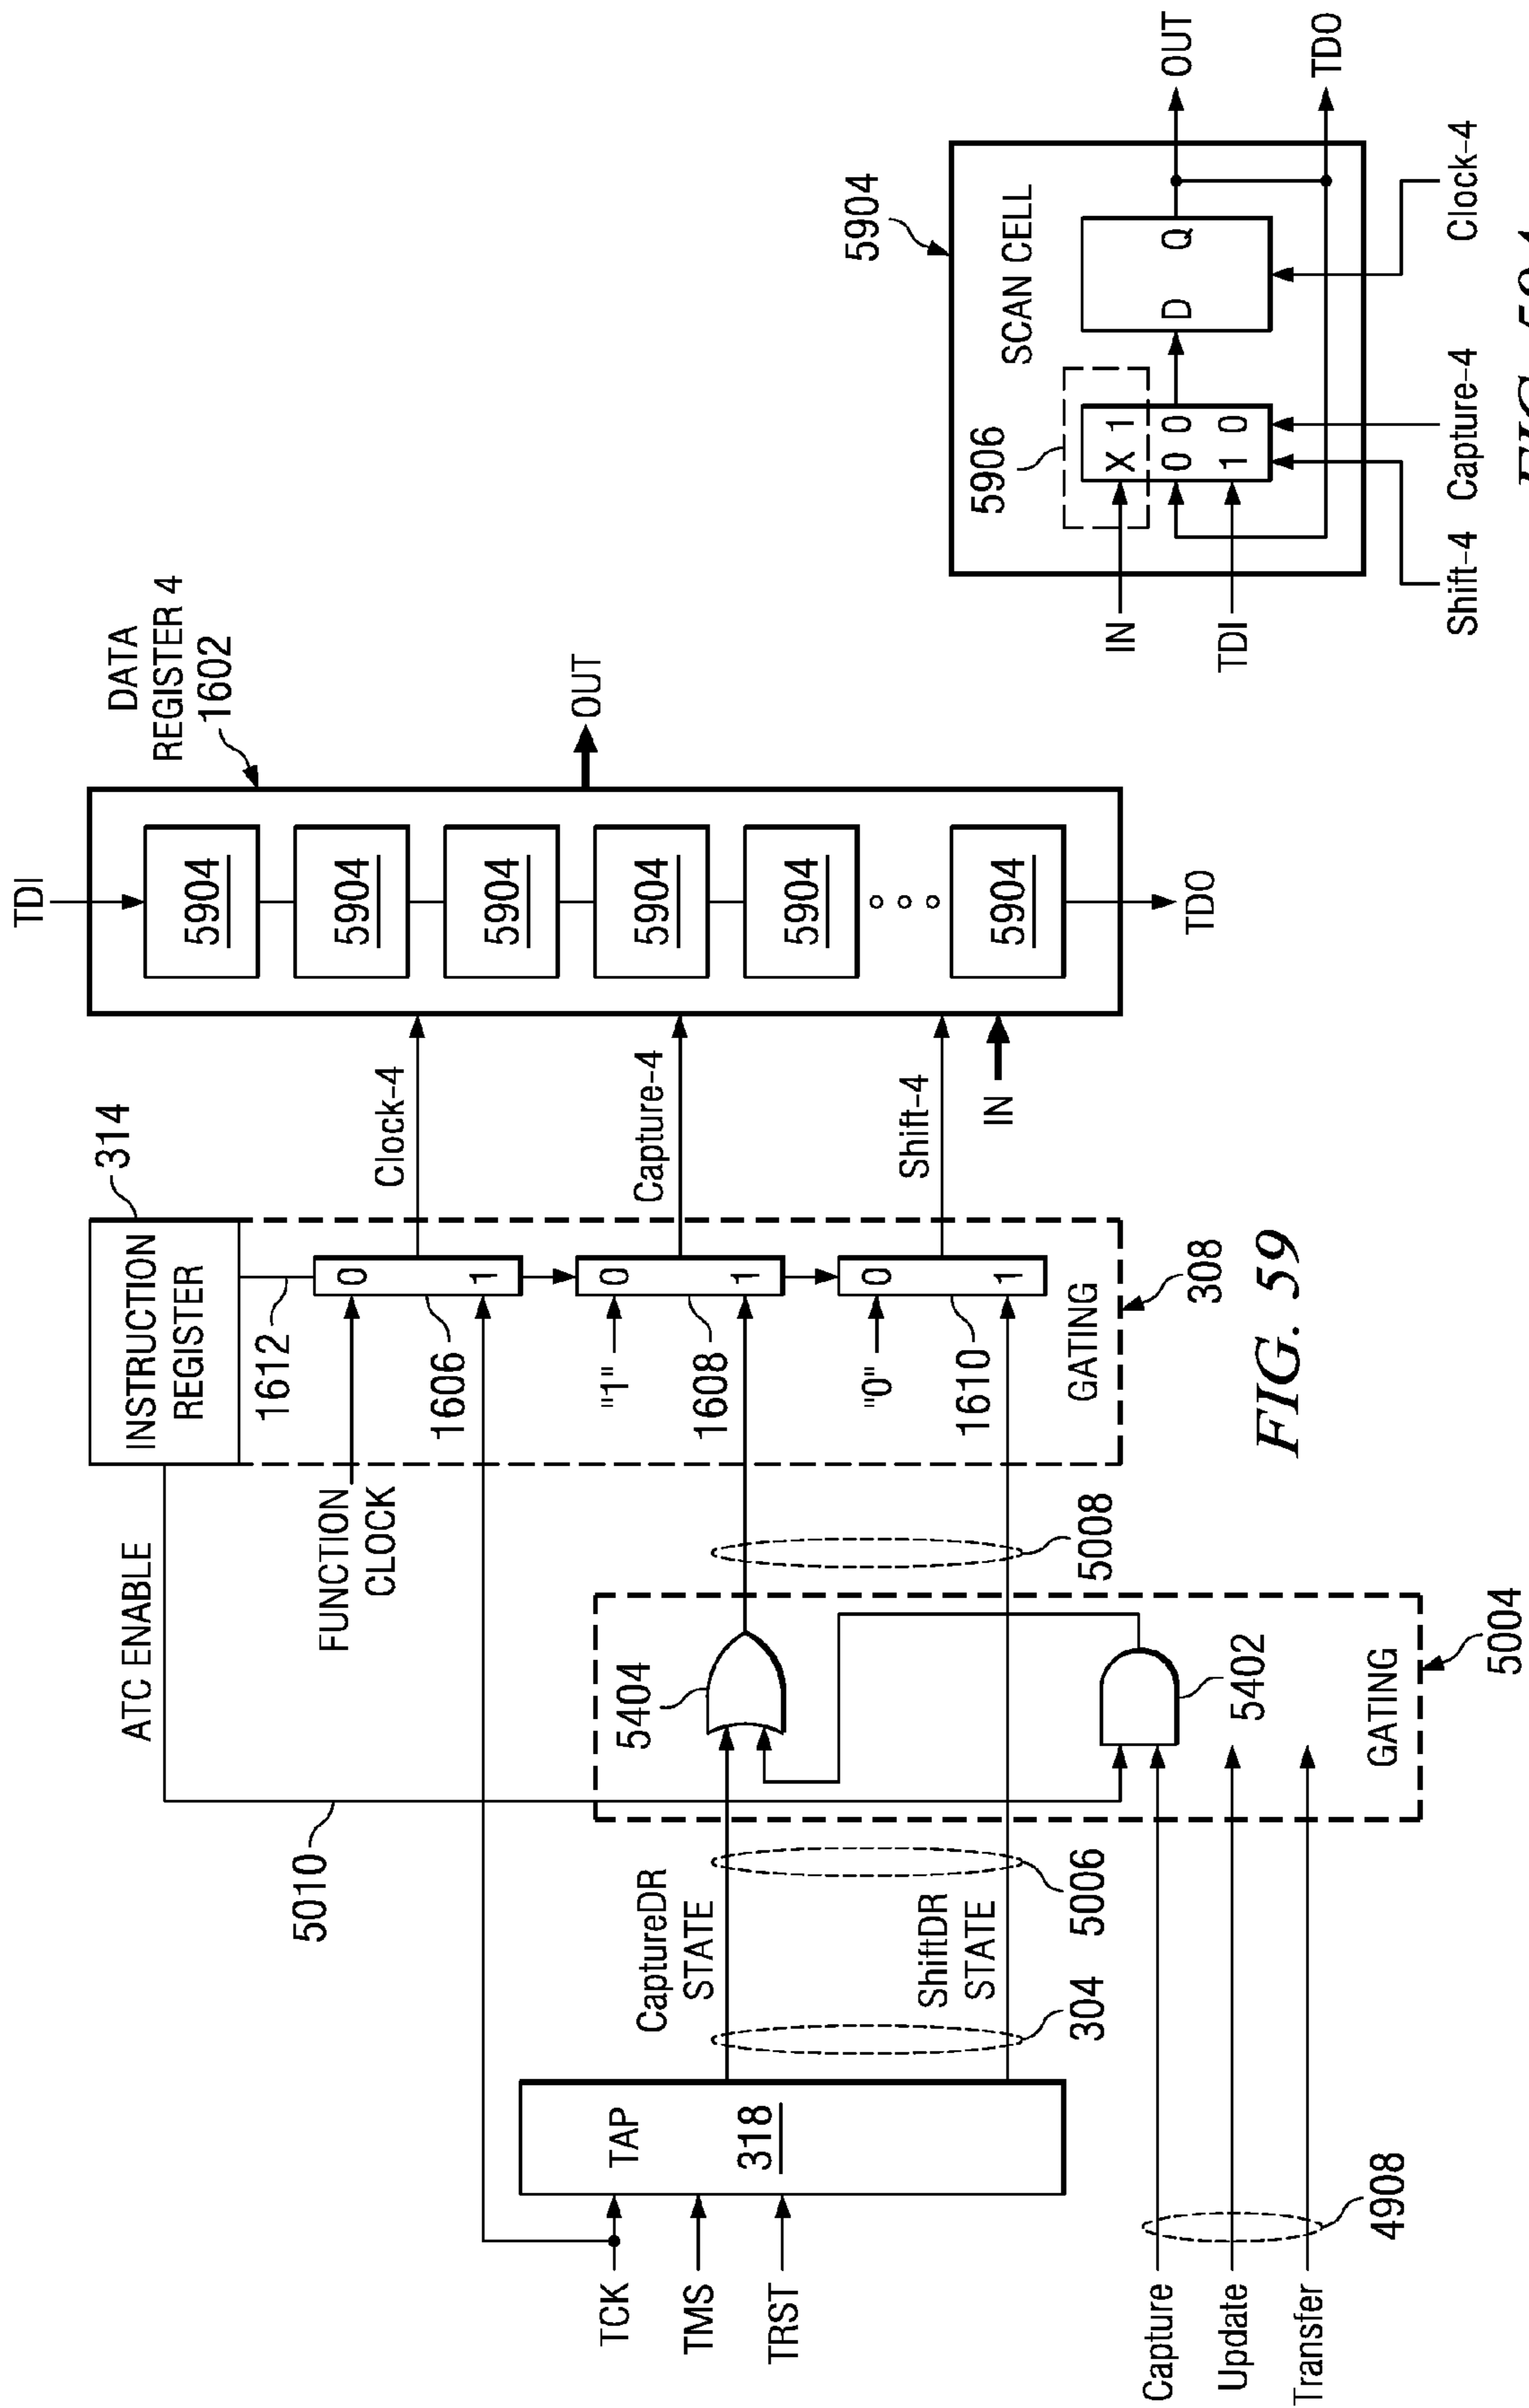 TDI
DATA
REGISTER 4
1602
5904
5904
5904
5904
5904
5904
OUT
TDO
314
INSTRUCTION
REGISTER
1612
0
1
1606
FUNCTION
CLOCK
Clock-4
"1"
0
1
1608
Capture-4
"0"
0
1
1610
Shift-4
IN
GATING
308
ATC ENABLE
5010
5404
5008
5402
GATING
5004
CaptureDR
STATE
5006
ShiftDR
STATE
304
TAP
318
TCK
TMS
TRST
Capture
Update
Transfer
4908
FIG. 59
5904
SCAN CELL
5906
IN
X 1
0 0
TDI
1 0
D Q
OUT
TDO
Shift-4
Capture-4
Clock-4